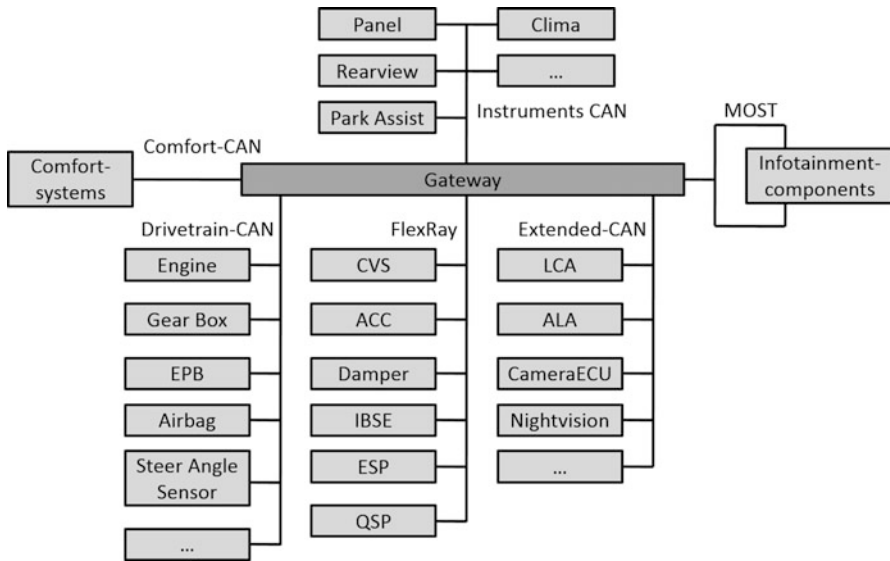 Panel
Clima
Rearview
...
Park Assist
Instruments CAN
MOST
Comfort-CAN
Comfort-
systems
Gateway
Infotainment-
components
Drivetrain-CAN
FlexRay
Extended-CAN
Engine
CVS
LCA
Gear Box
ACC
ALA
EPB
Damper
CameraECU
Airbag
IBSE
Nightvision
Steer Angle
Sensor
ESP
...
QSP
...